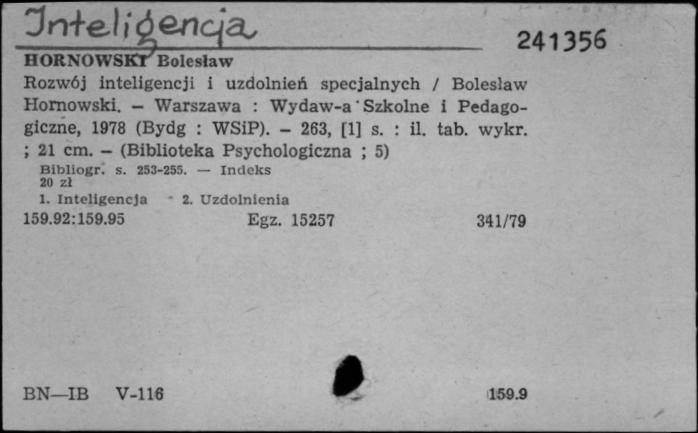 Inteligencja
241356
HORNOWSKI Bolesław
Rozwój inteligencji i uzdolnień specjalnych / Bolesław
Hornowski. — Warszawa : Wydaw-a Szkolne i Pedago-
giczne, 1978 (Bydg : WSiP). — 263, [1] s. : il. tab. wykr.
; 21 cm. — (Biblioteka Psychologiczna ; 5)
Bibliogr. s. 253-255. — Indeks
20 zł
1. Inteligencja 2. Uzdolnienia
159.92:159.95 Egz. 15257 341/79
BN—IB V-116 159.9